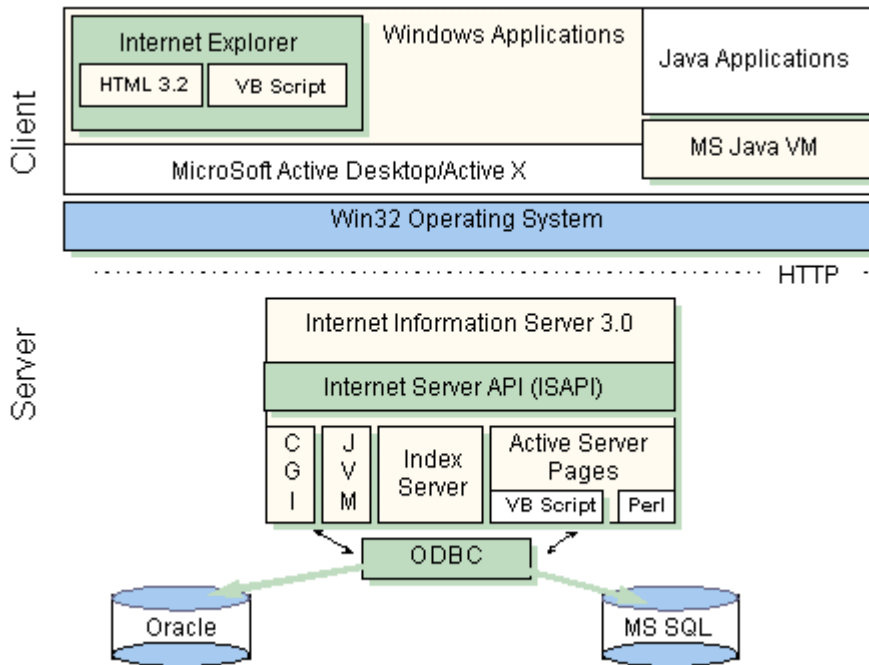 Client
Internet Explorer
HTML 3.2
VB Script
Windows Applications
Java Applications
MS Java VM
MicroSoft Active Desktop/Active X
Win32 Operating System
HTTP
Server
Internet Information Server 3.0
Internet Server API (ISAPI)
CGI
JVM
Index
Server
Active Server
Pages
VB Script
Perl
ODBC
Oracle
MS SQL